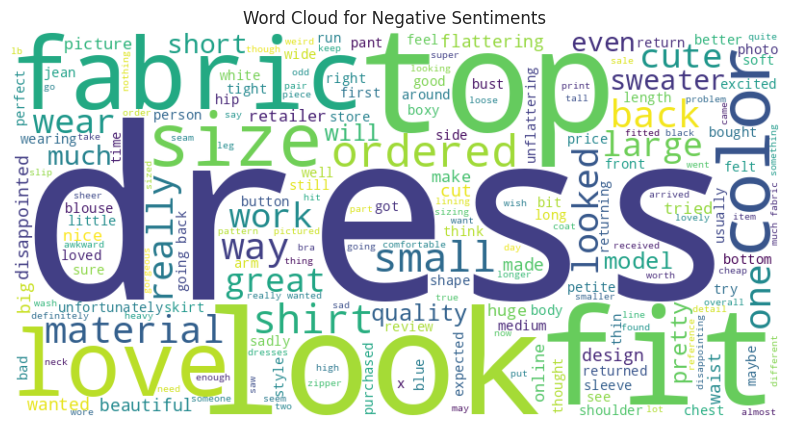 Word Cloud for Negative Sentiments
lb picture short run pant feel flattering even return cute better quite photo
though weird keep wide super color soft
fabric top
nothing go jean white tight odd right good looking bust print sweater excited
perfect hip pair piece first around loose tall back length problem sale came
wear person retailer store boxy unflattering price bought fitted black
wearing take order say will side large front felt something
much time seam leg size ordered
slip sheer sized button well make cut bit tried usually went
disappointed blouse really work still hit got part lining sizing wish long looked returning arrived lovely item much fabric
little nice going back pattern pictured bra want think model received
loved awkward way thing going comfortable day coat bottom cheap
big sure gorgeous arm small made longer worth one
dress
wash great shape true petite smaller try overall
unfortunately skirt really wanted sad shirt quality huge body thin line found detail
definitely heavy sadly review medium now pretty reference disappointing different
material dresses expected online design waist
bad neck enough style high x blue returned maybe
love look fit
need saw zipper purchased put thought sleeve
wanted beautiful someone seem see chest
wore two may shoulder lot almost